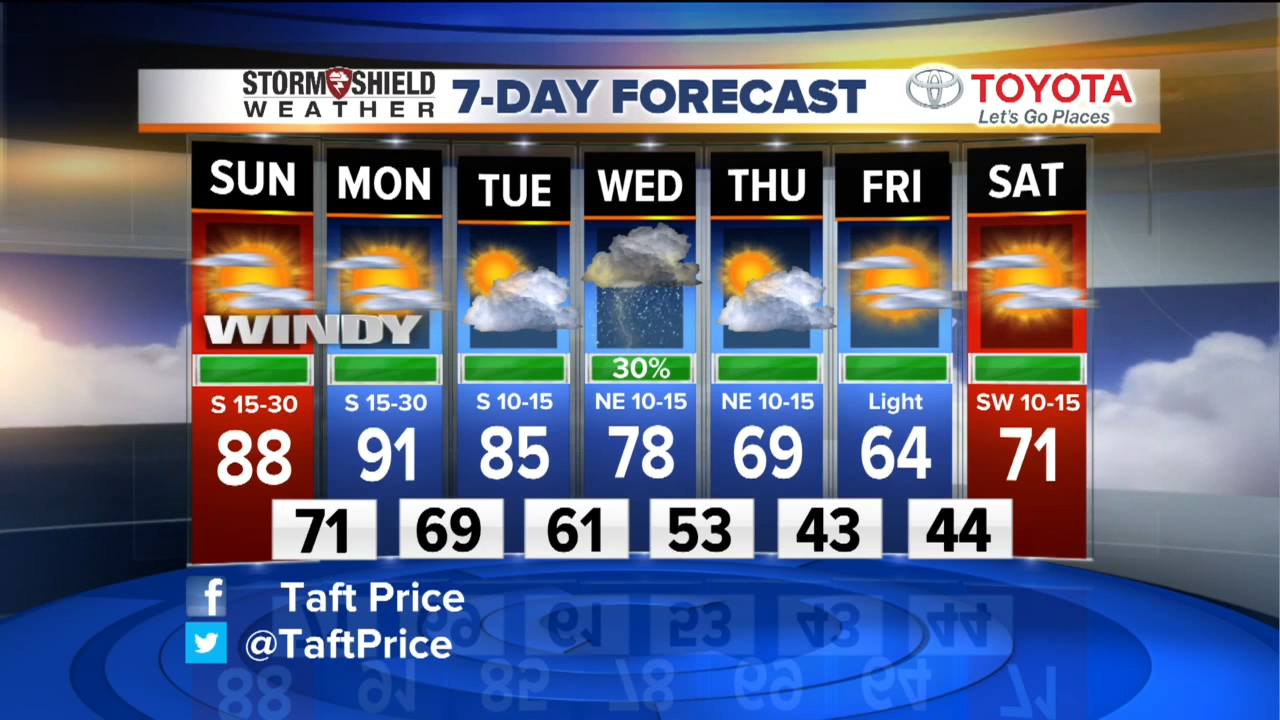 STORM SHIELD
WEATHER
7-DAY FORECAST
TOYOTA
Let's Go Places
SUN MON TUE WED THU FRI SAT
WINDY
30%
S 15-30 S 15-30 S 10-15 NE 10-15 NE 10-15 Light SW 10-15
88 91 85 78 69 64 71
71 69 61 53 43 44
f Taft Price
@TaftPrice